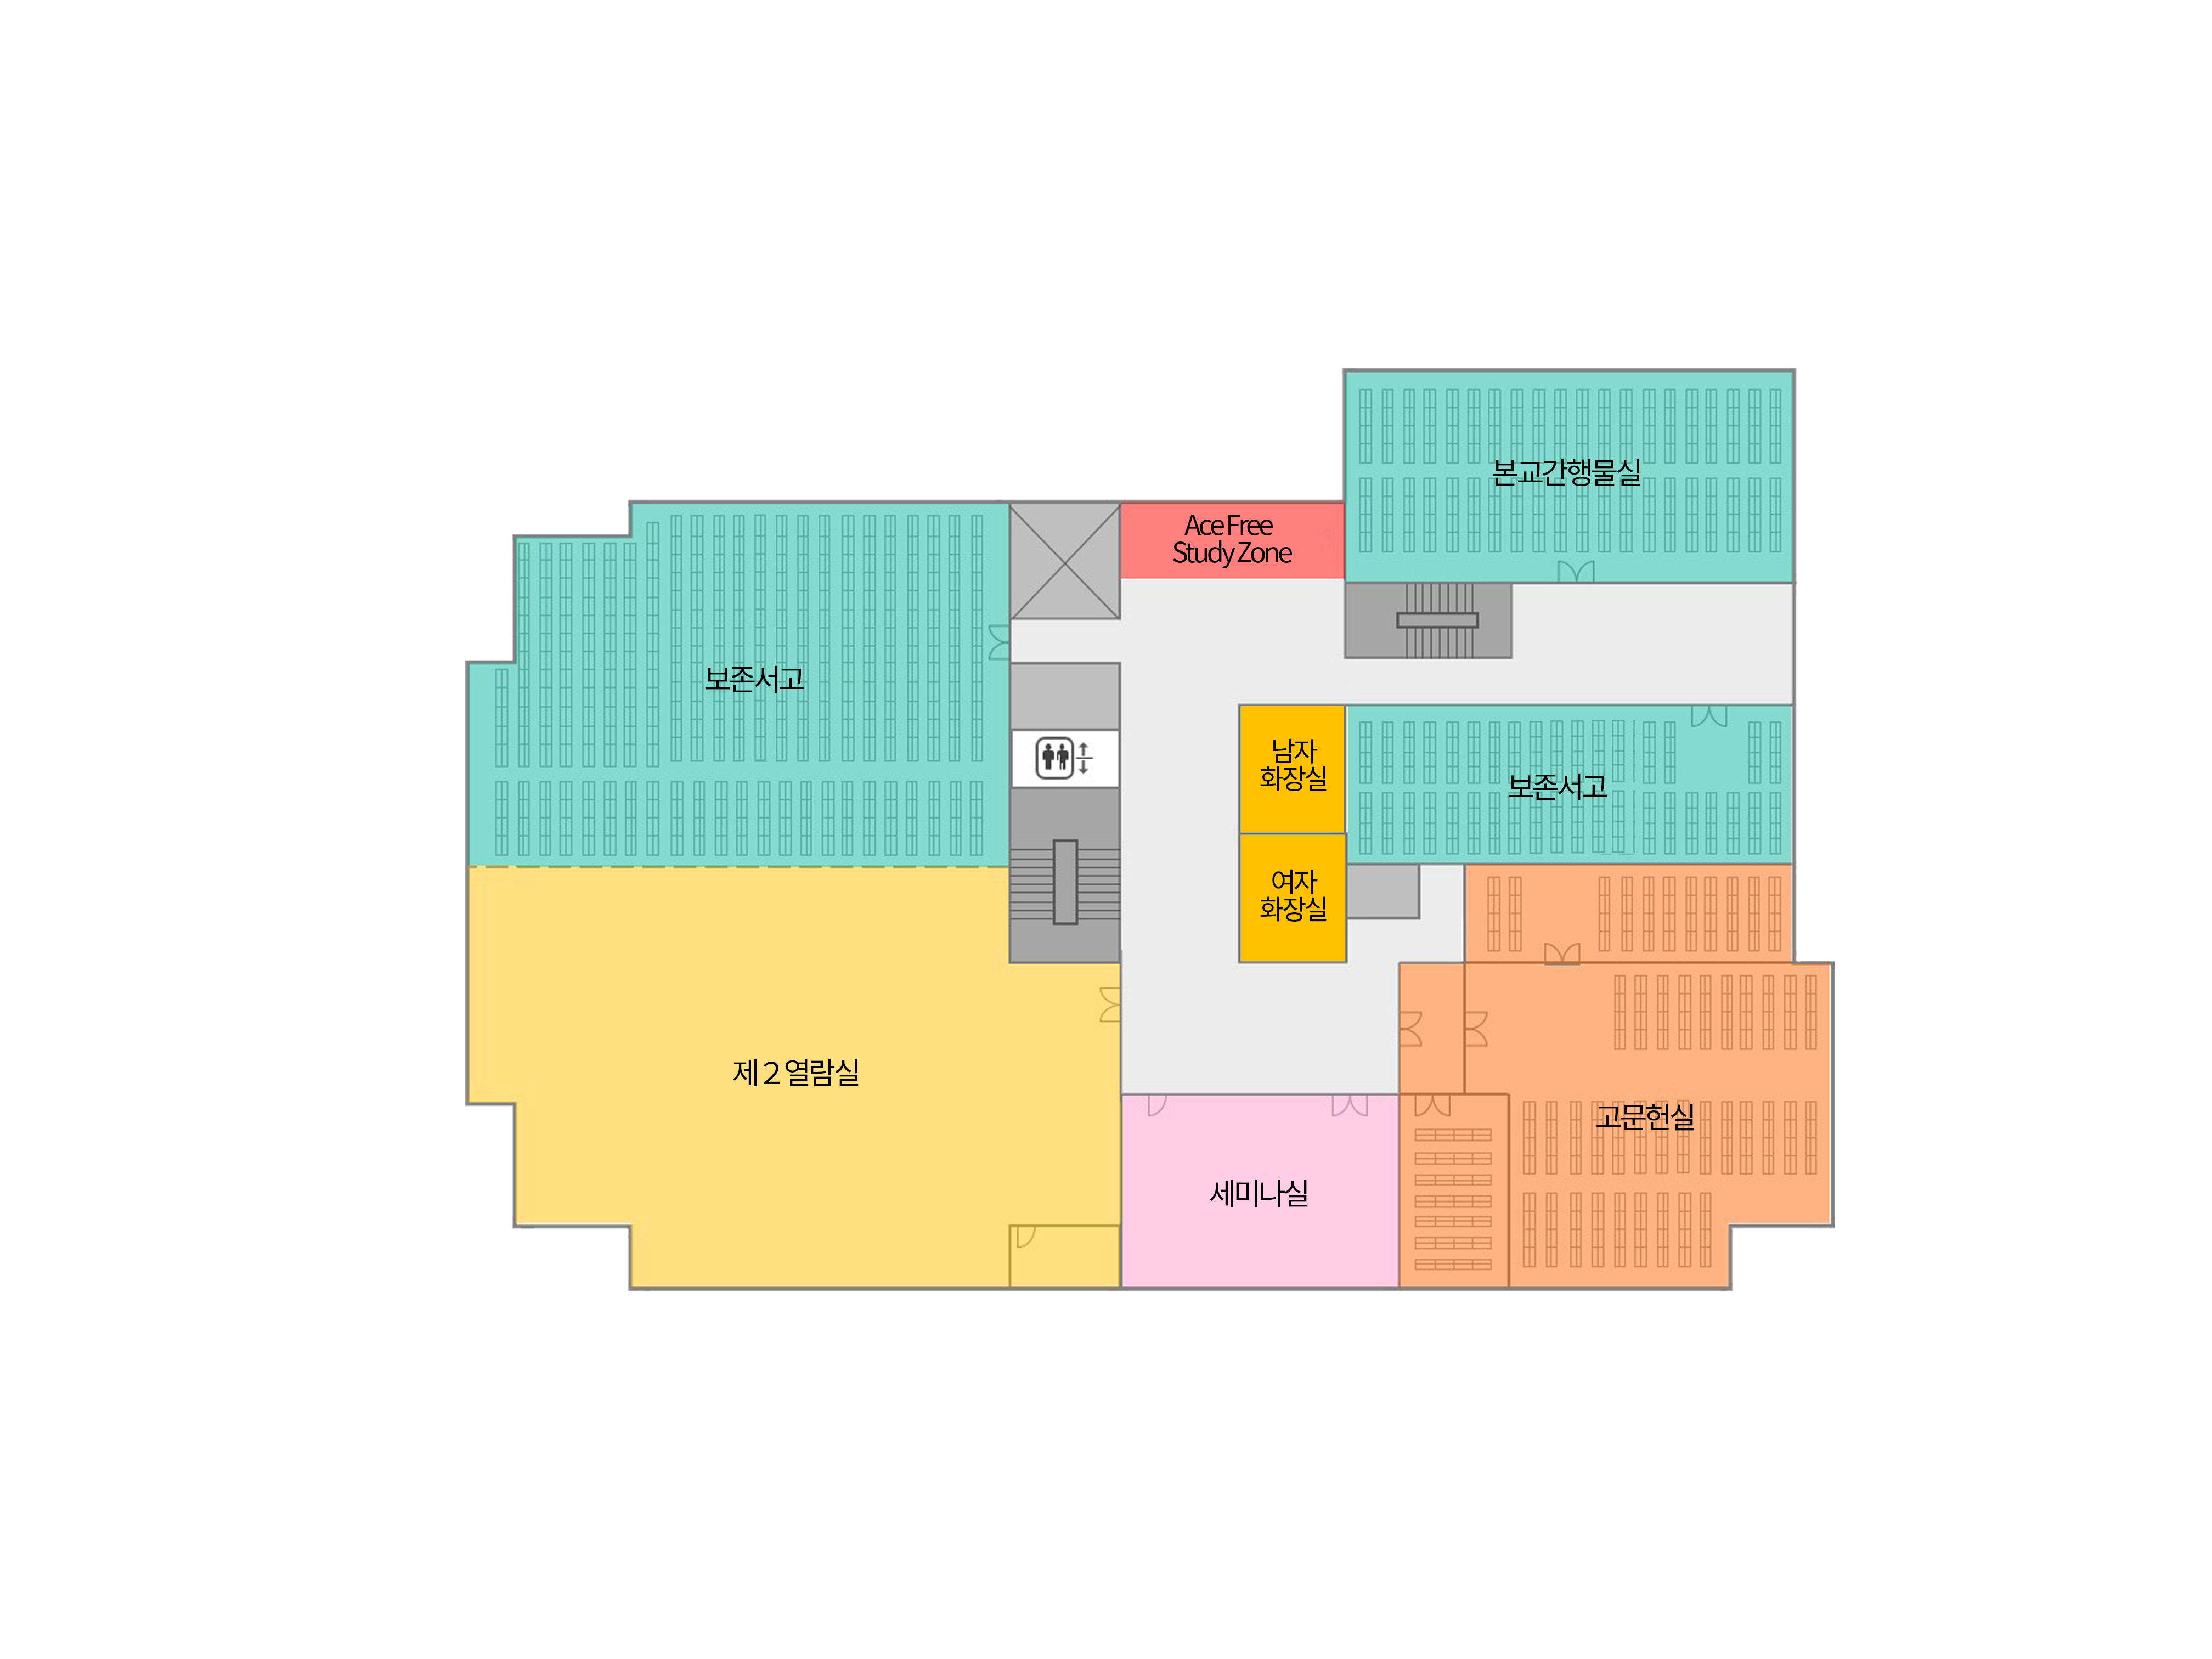 본교간행물실
Ace Free
Study Zone
보존서고
남자
화장실
보존서고
여자
화장실
제 2 열람실
고문헌실
세미나실